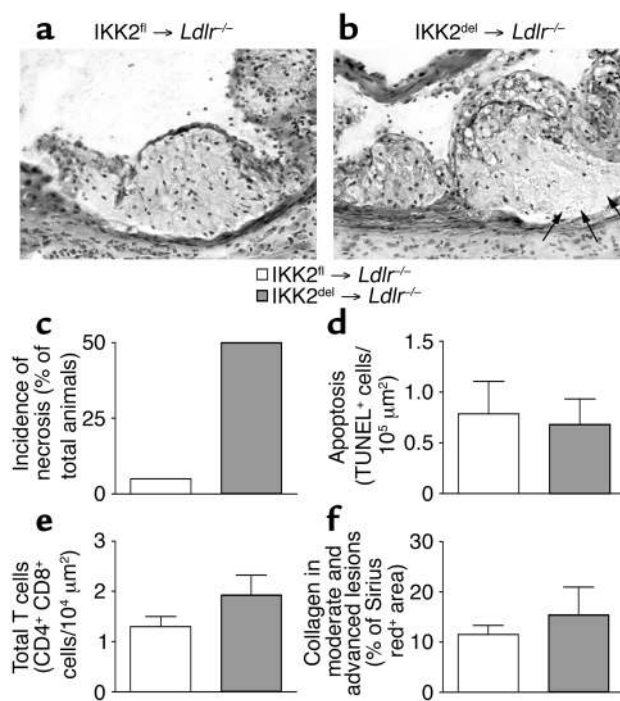 a IKK2ᶠˡ → Ldlr⁻/⁻
b IKK2ᵈᵉˡ → Ldlr⁻/⁻
IKK2ᶠˡ → Ldlr⁻/⁻
IKK2ᵈᵉˡ → Ldlr⁻/⁻
c
Incidence of
necrosis (% of
total animals)
50
25
0
d
Apoptosis
(TUNEL⁺ cells/
10⁵ μm²)
1.5
1.0
0.5
0
e
Total T cells
(CD4⁺ CD8⁺
cells/10⁴ μm²)
3
2
1
0
f
Collagen in
moderate and
advanced lesions
(% of Sirius
red⁺ area)
30
20
10
0